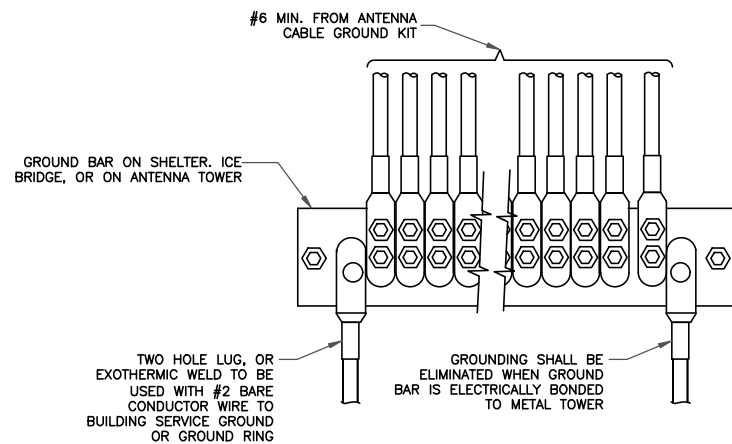 #6 MIN. FROM ANTENNA
CABLE GROUND KIT
GROUND BAR ON SHELTER. ICE
BRIDGE, OR ON ANTENNA TOWER
TWO HOLE LUG, OR
EXOTHERMIC WELD TO BE
USED WITH #2 BARE
CONDUCTOR WIRE TO
BUILDING SERVICE GROUND
OR GROUND RING
GROUNDING SHALL BE
ELIMINATED WHEN GROUND
BAR IS ELECTRICALLY BONDED
TO METAL TOWER